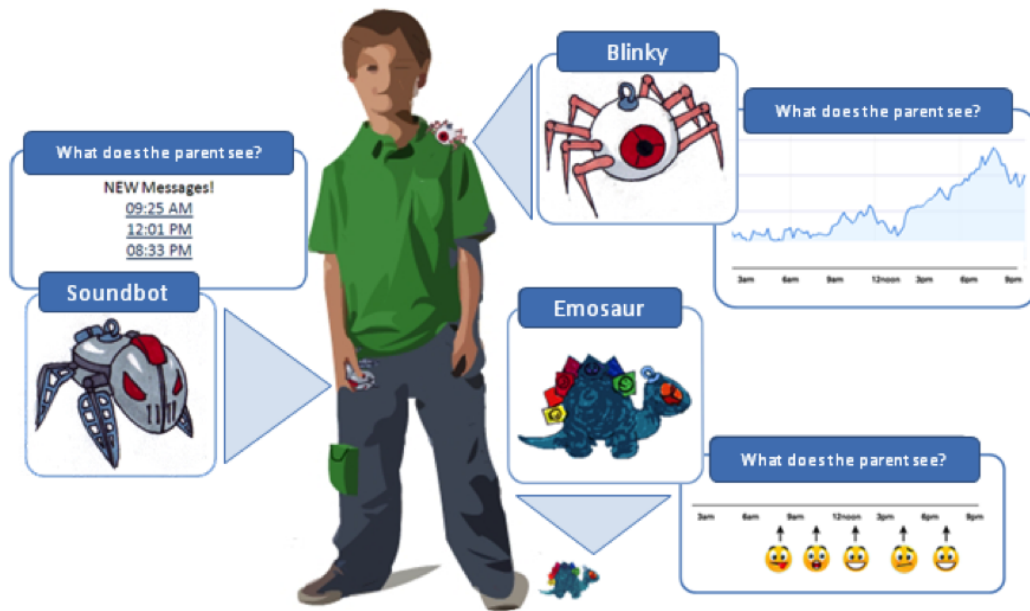 Blinky
What does the parent see?
3am 6am 9am 12noon 3pm 6pm 9pm
What does the parent see?
NEW Messages!
09:25 AM
12:01 PM
08:33 PM
Soundbot
Emosaur
What does the parent see?
3am 6am 9am 12noon 3pm 6pm 9pm